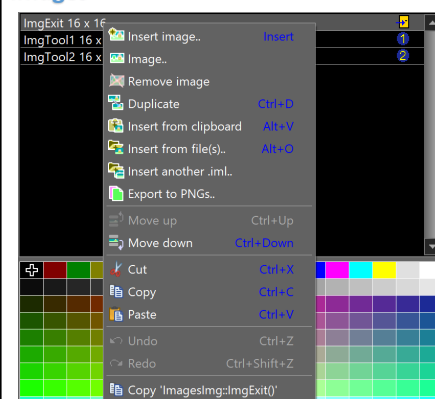 ImgExit 16 x 16
ImgTool1 16 x
1
ImgTool2 16 x
2
Insert image.. Insert
Image..
Remove image
Duplicate Ctrl+D
Insert from clipboard Alt+V
Insert from file(s).. Alt+O
Insert another .iml..
Export to PNGs..
Move up Ctrl+Up
Move down Ctrl+Down
Cut Ctrl+X
Copy Ctrl+C
Paste Ctrl+V
Undo Ctrl+Z
Redo Ctrl+Shift+Z
Copy 'ImagesImg::ImgExit()'